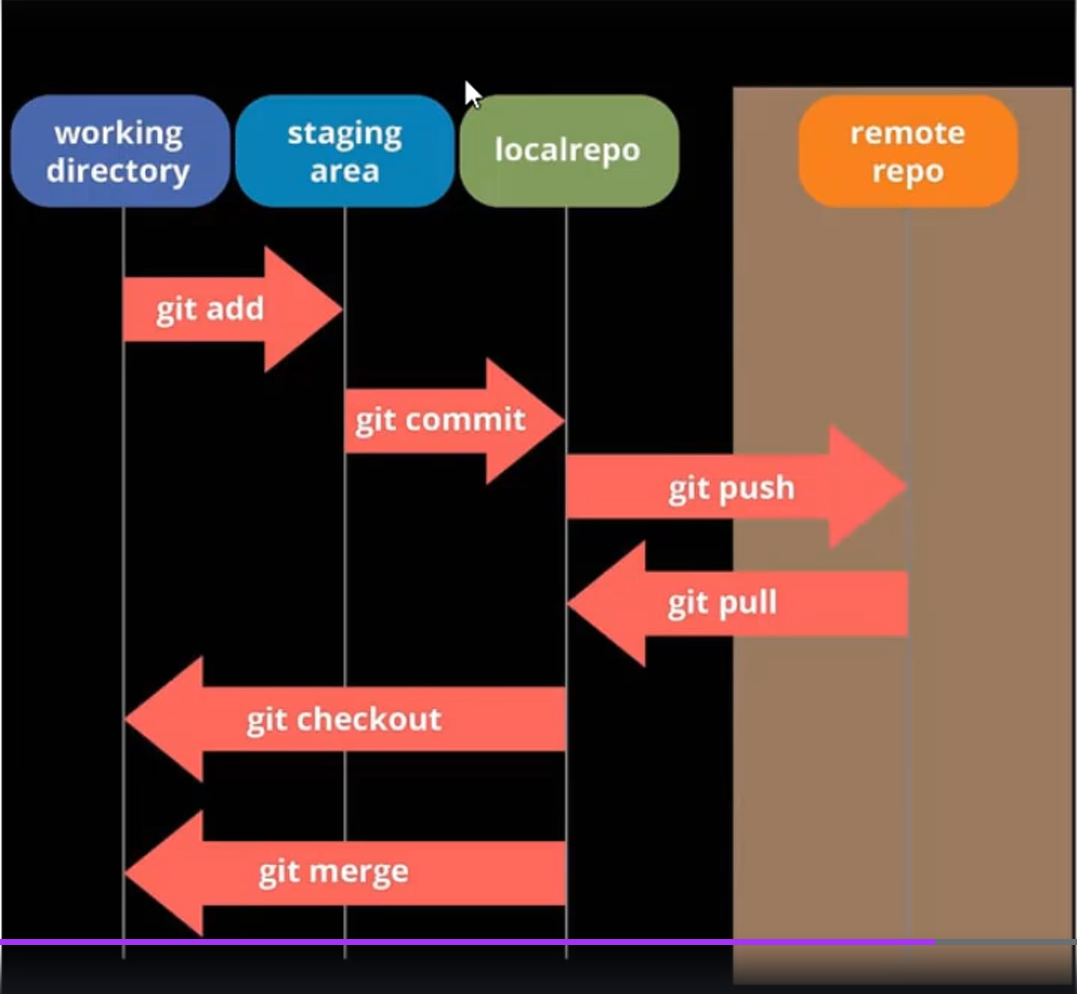 working
directory
staging
area
localrepo
remote
repo
git add
git commit
git push
git pull
git checkout
git merge